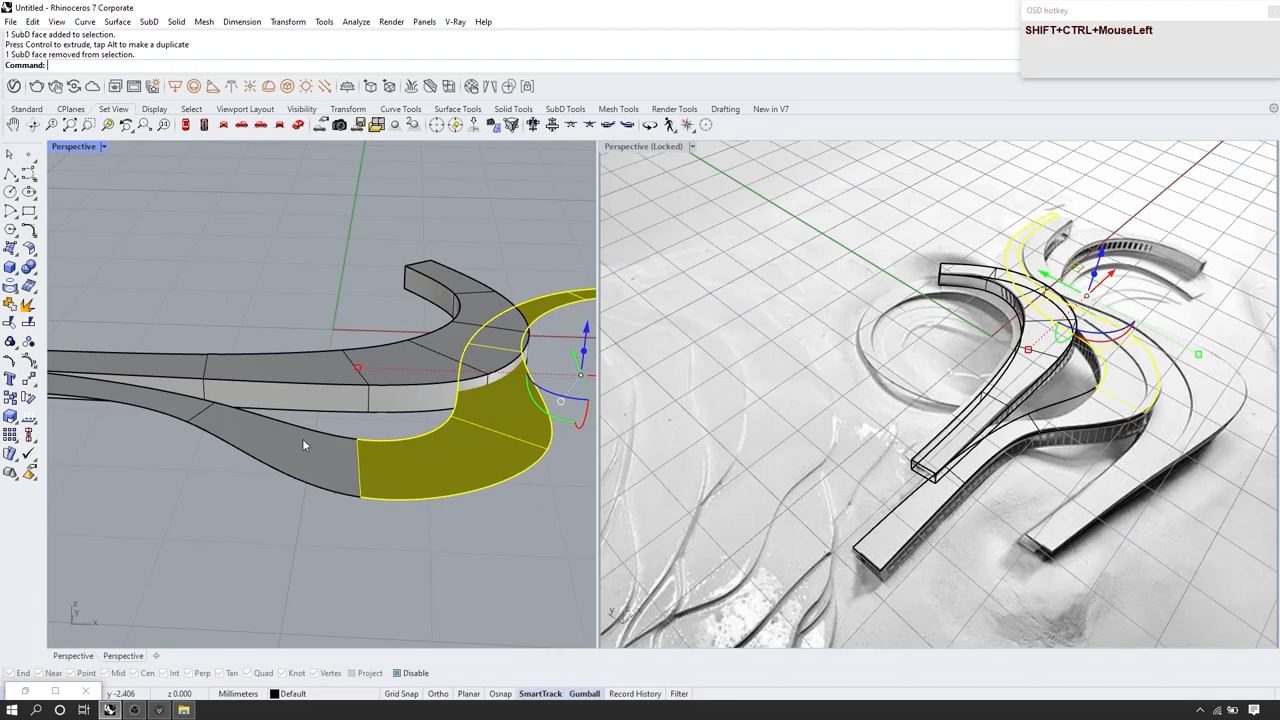 Untitled - Rhinoceros 7 Corporate
File Edit View Curve Surface SubD Solid Mesh Dimension Transform Tools Analyze Render Panels V-Ray Help
OSD hotkey
SHIFT+CTRL+MouseLeft
1 SubD face added to selection.
Press Control to extrude, tap Alt to make a duplicate
1 SubD face removed from selection.
Command:
Standard CPlanes Set View Display Select Viewport Layout Visibility Transform Curve Tools Surface Tools Solid Tools SubD Tools Mesh Tools Render Tools Drafting New in V7
Perspective
Perspective (Locked)
z
y
x
y
Perspective Perspective
End Near Point Mid Cen Int Perp Tan Quad Knot Vertex Project Disable
y -2.406 z 0.000 Millimeters Default Grid Snap Ortho Planar Osnap SmartTrack Gumball Record History Filter